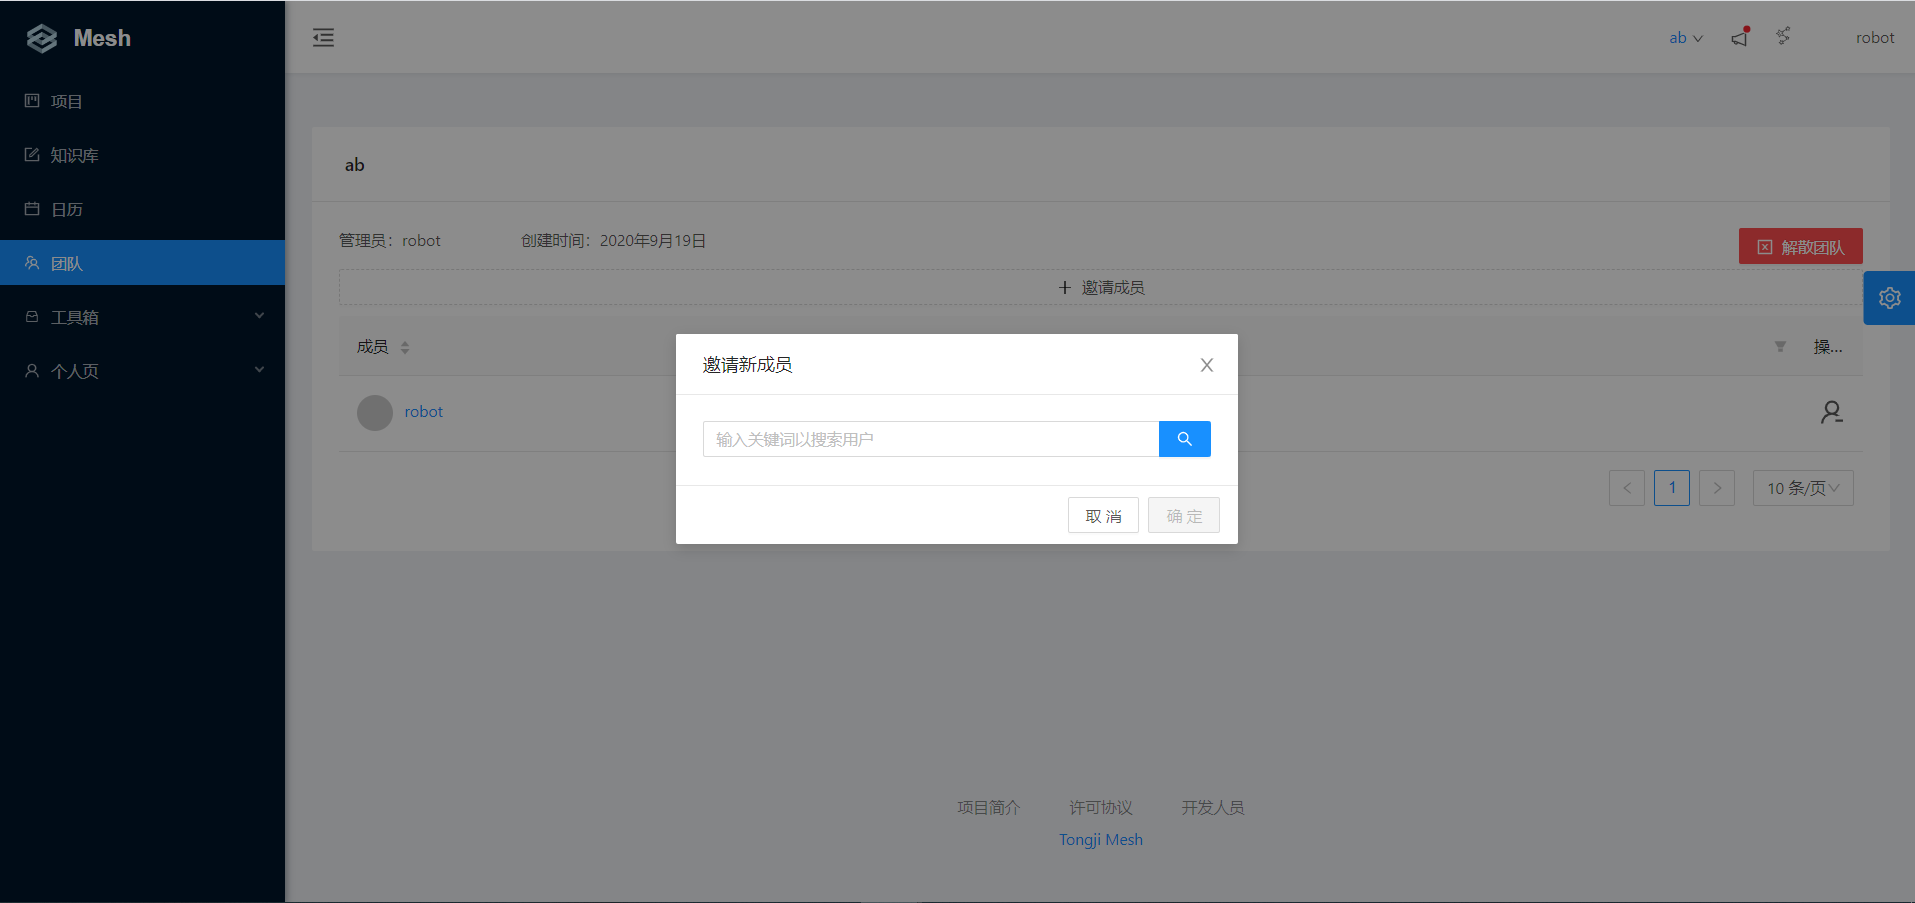 Mesh
ab
robot
项目
知识库
日历
团队
工具箱
个人页
ab
管理员：robot
创建时间：2020年9月19日
解散团队
邀请成员
成员
操...
robot
1
10 条/页
邀请新成员
输入关键词以搜索用户
取 消
确 定
项目简介
许可协议
开发人员
Tongji Mesh